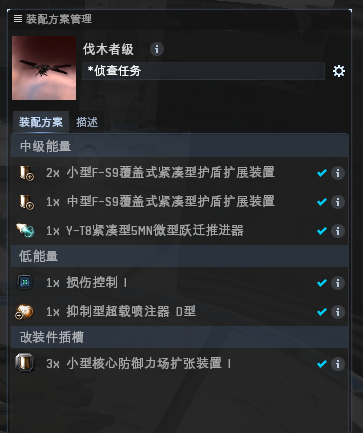 装配方案管理
伐木者级
*侦查任务
装配方案 描述
中级能量
2x 小型F-S9覆盖式紧凑型护盾扩展装置
1x 中型F-S9覆盖式紧凑型护盾扩展装置
1x Y-T8紧凑型5MN微型跃迁推进器
低能量
1x 损伤控制 I
1x 抑制型超载喷注器 D型
改装件插槽
3x 小型核心防御力场扩张装置 I